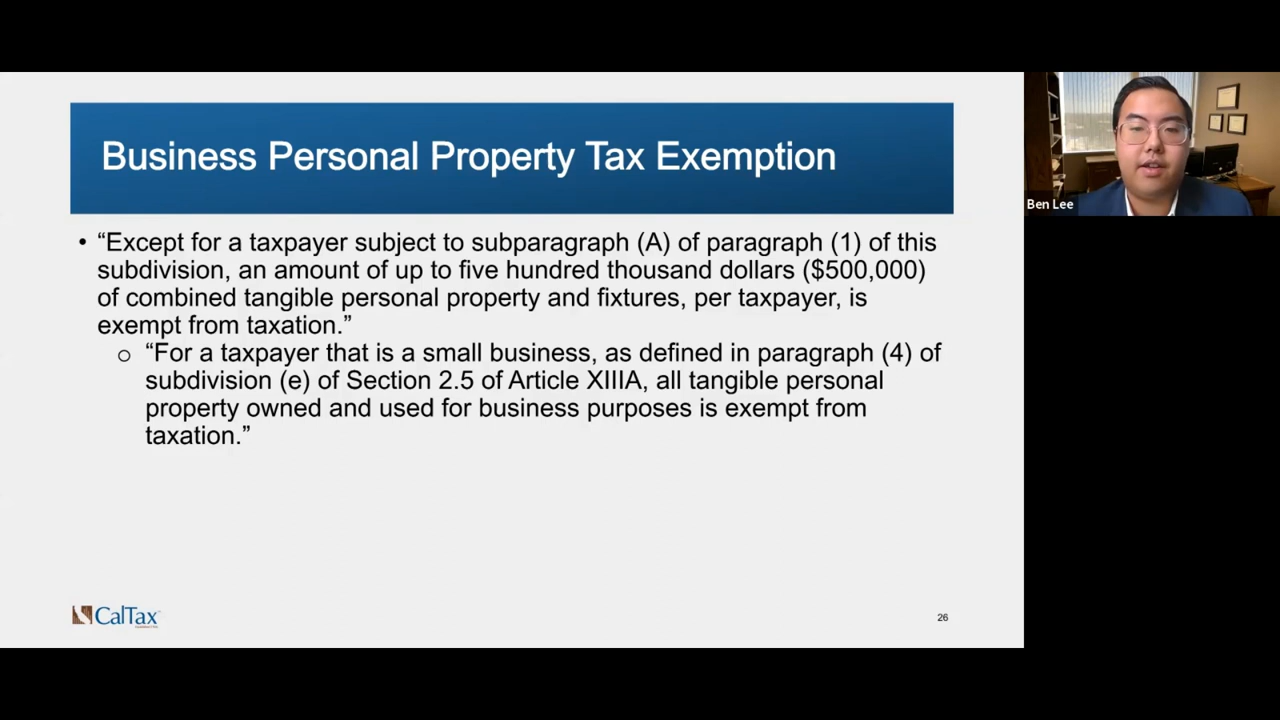 Business Personal Property Tax Exemption
• “Except for a taxpayer subject to subparagraph (A) of paragraph (1) of this
subdivision, an amount of up to five hundred thousand dollars ($500,000)
of combined tangible personal property and fixtures, per taxpayer, is
exempt from taxation.”
o “For a taxpayer that is a small business, as defined in paragraph (4) of
subdivision (e) of Section 2.5 of Article XIIIA, all tangible personal
property owned and used for business purposes is exempt from
taxation.”
CalTax
26
Ben Lee